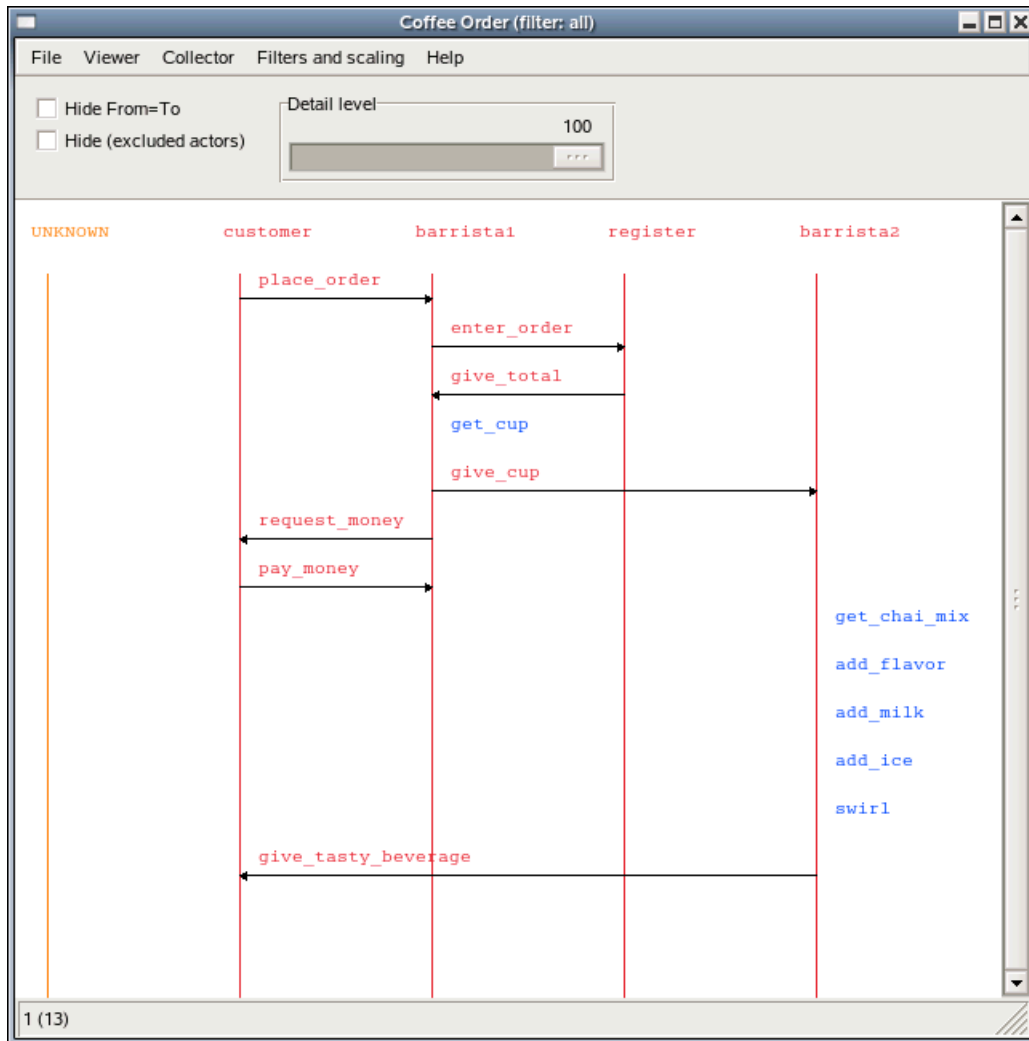 Coffee Order (filter: all)
File Viewer Collector Filters and scaling Help
Hide From=To
Hide (excluded actors)
Detail level
100
UNKNOWN customer barrista1 register barrista2
place_order
enter_order
give_total
get_cup
give_cup
request_money
pay_money
get_chai_mix
add_flavor
add_milk
add_ice
swirl
give_tasty_beverage
1 (13)